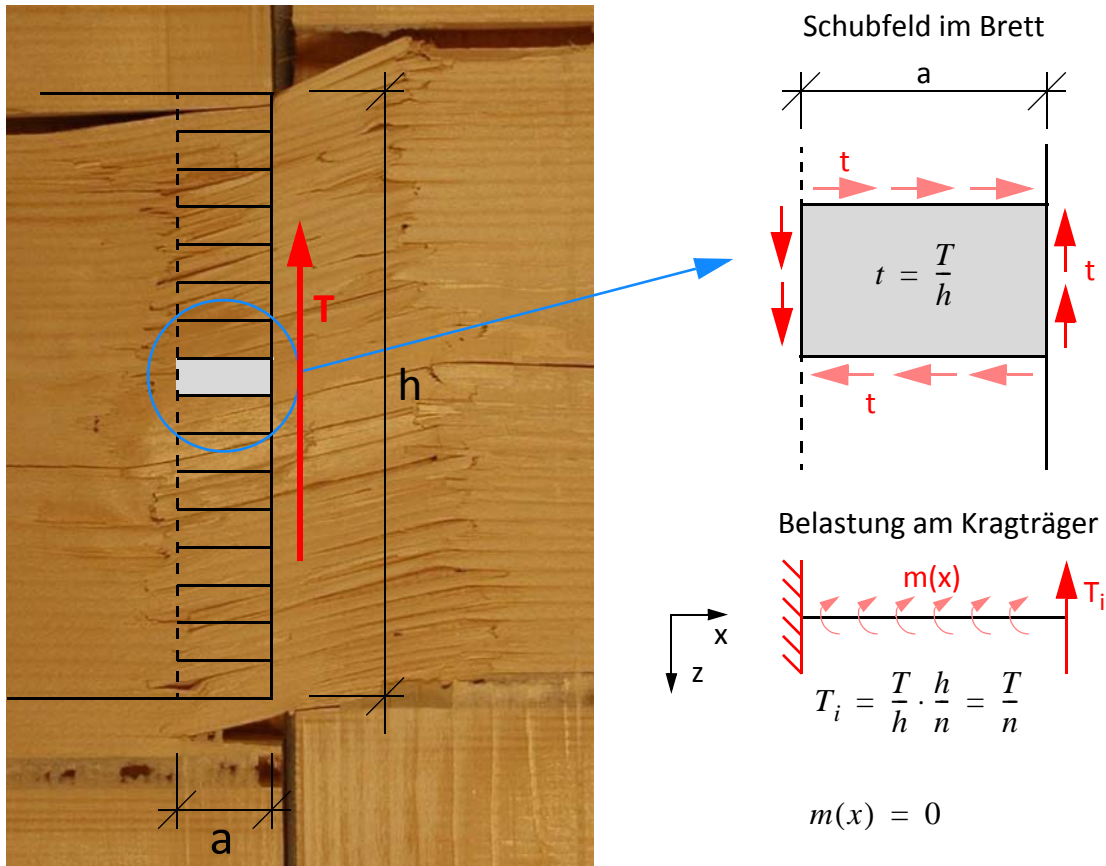 T
h
a
Schubfeld im Brett
a
t
t = T/h
t
t
Belastung am Kragträger
m(x)
T_i
x
z
T_i = T/h · h/n = T/n
m(x) = 0